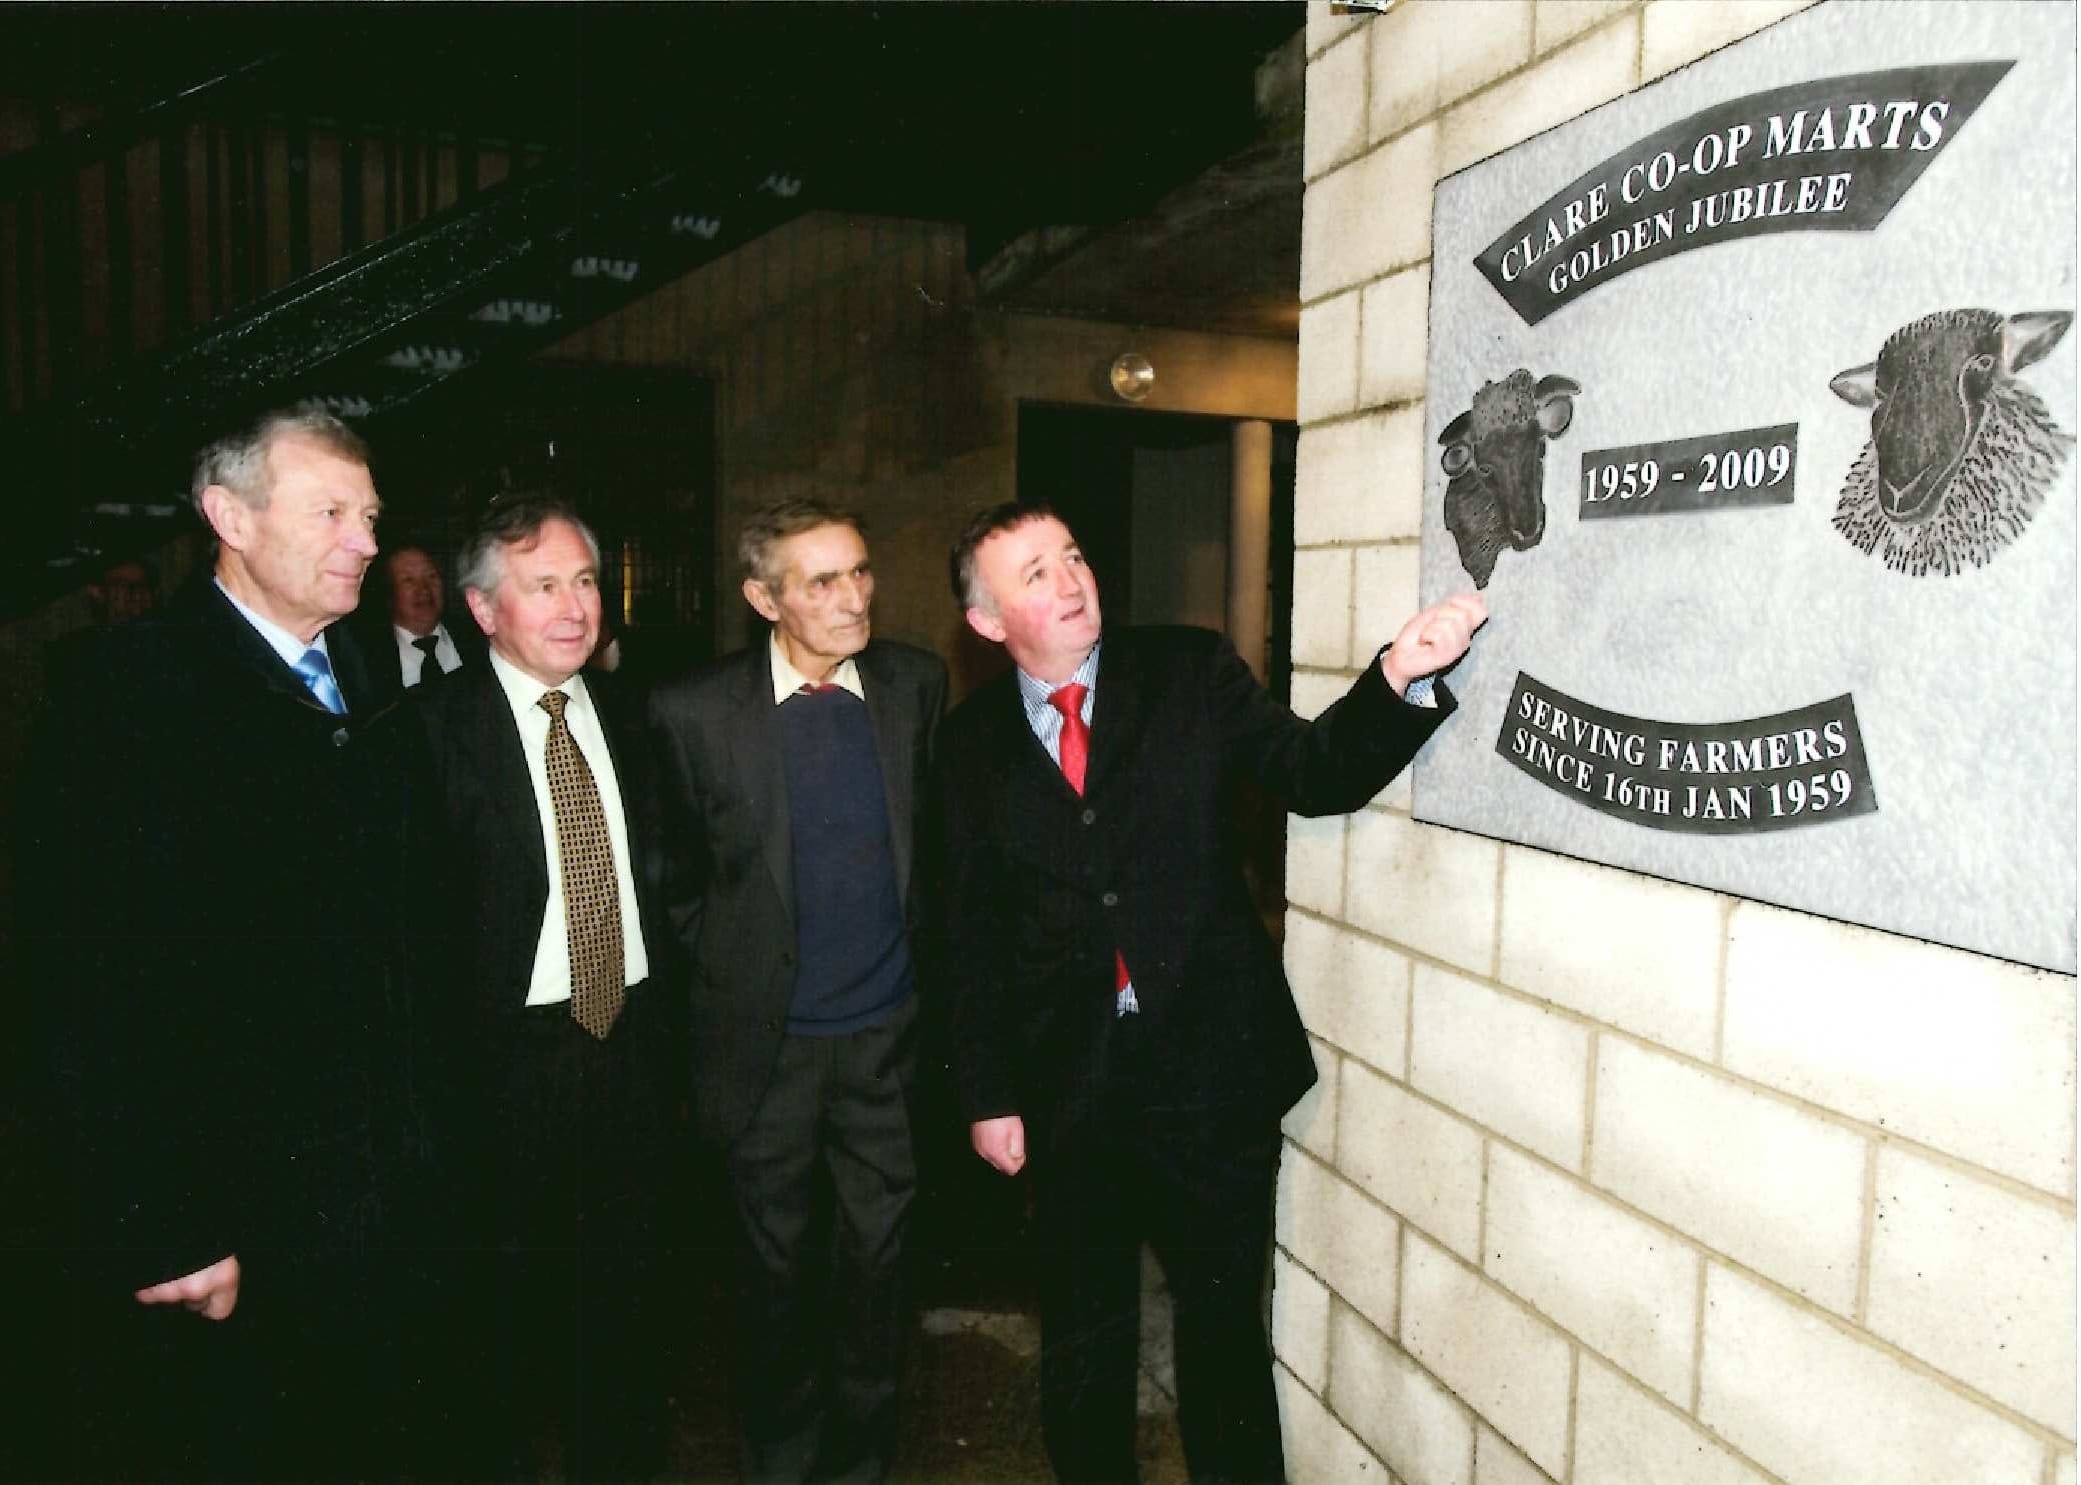 CLARE CO-OP MARTS
GOLDEN JUBILEE
1959 - 2009
SERVING FARMERS
SINCE 16TH JAN 1959